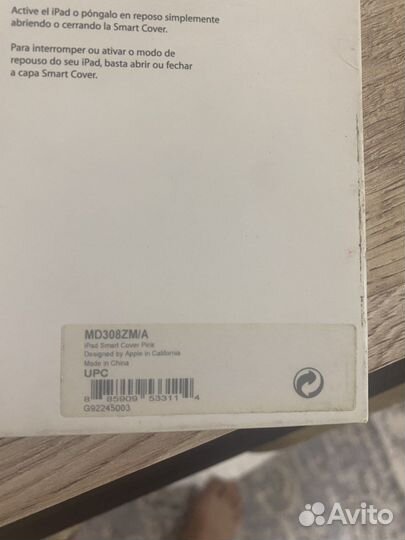 Active el iPad o póngalo en reposo simplemente
abriendo o cerrando la Smart Cover.
Para interromper ou ativar o modo de
repouso do seu iPad, basta abrir ou fechar
a capa Smart Cover.
MD308ZM/A
iPad Smart Cover Pink
Designed by Apple in California
Made in China
UPC
8 85909 53311 4
G92245003
Avito